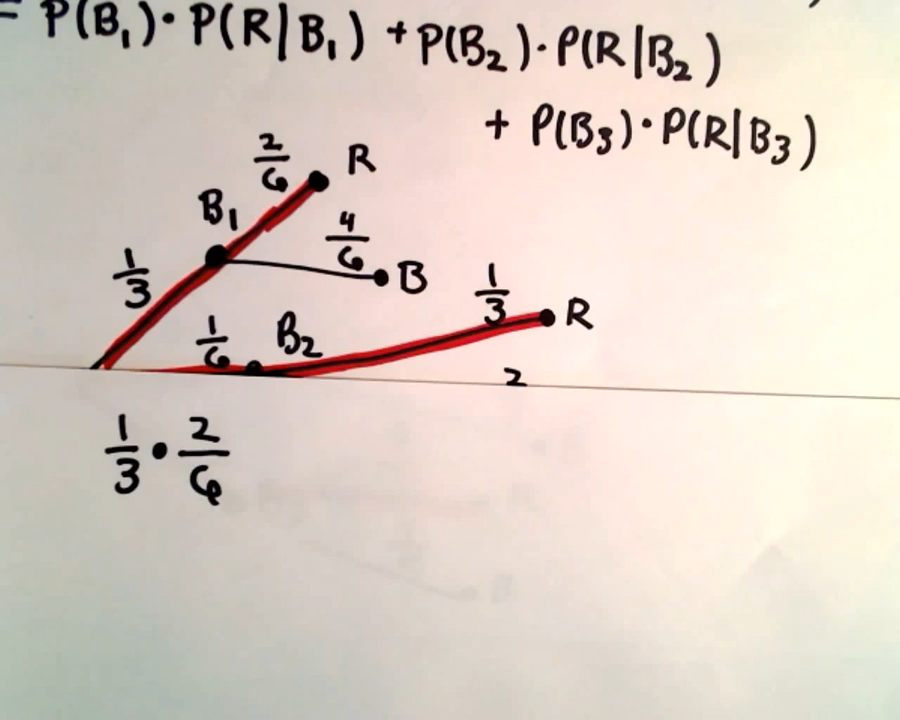 = P(B₁)·P(R|B₁) + P(B₂)·P(R|B₂)
+ P(B₃)·P(R|B₃)
2/6 R
B₁
4/6
1/3 B
1/3 R
1/6 B₂
2
1/3 · 2/6